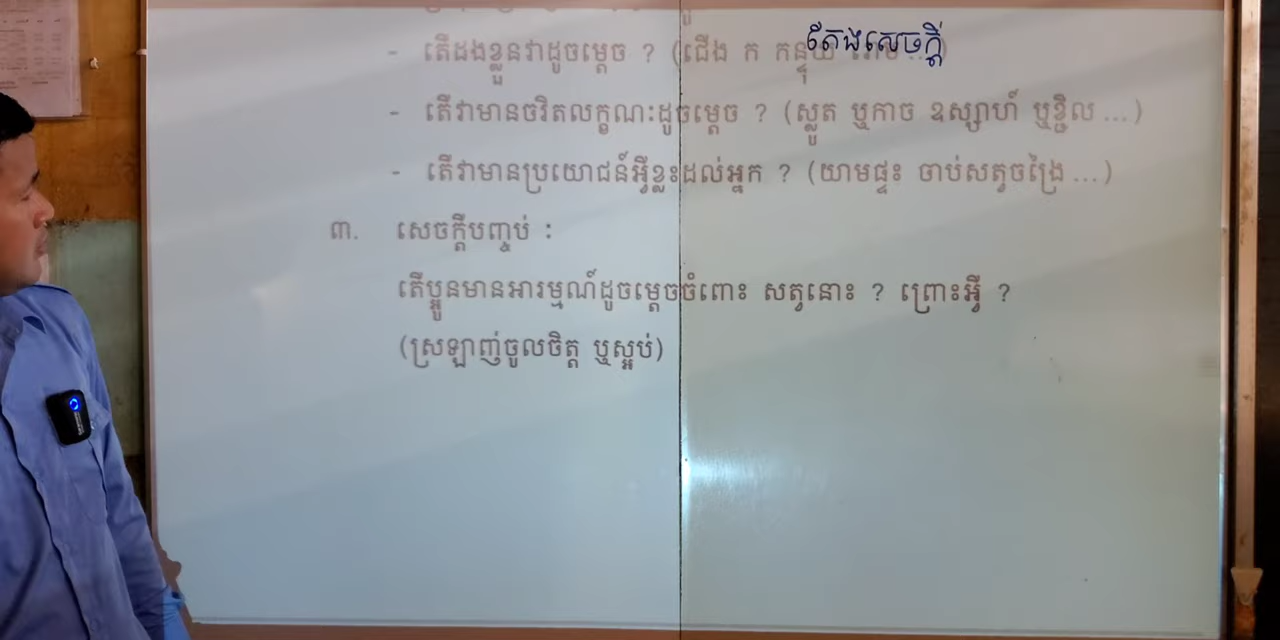 តែងសេចក្ដី
- តើដងខ្លួនវាដូចម្ដេច ? (ជើង ក កន្ទុយ
- តើវាមានចរិតលក្ខណៈដូចម្ដេច ? (ស្លូត ឬកាច ឧស្សាហ៍ ឬខ្ជិល ...)
- តើវាមានប្រយោជន៍អ្វីខ្លះដល់អ្នក ? (យាមផ្ទះ ចាប់សត្វចង្រៃ ...)
៣. សេចក្ដីបញ្ចប់ ៖
តើប្អូនមានអារម្មណ៍ដូចម្ដេចចំពោះ សត្វនោះ ? ព្រោះអ្វី ?
(ស្រឡាញ់ចូលចិត្ត ឬស្អប់)